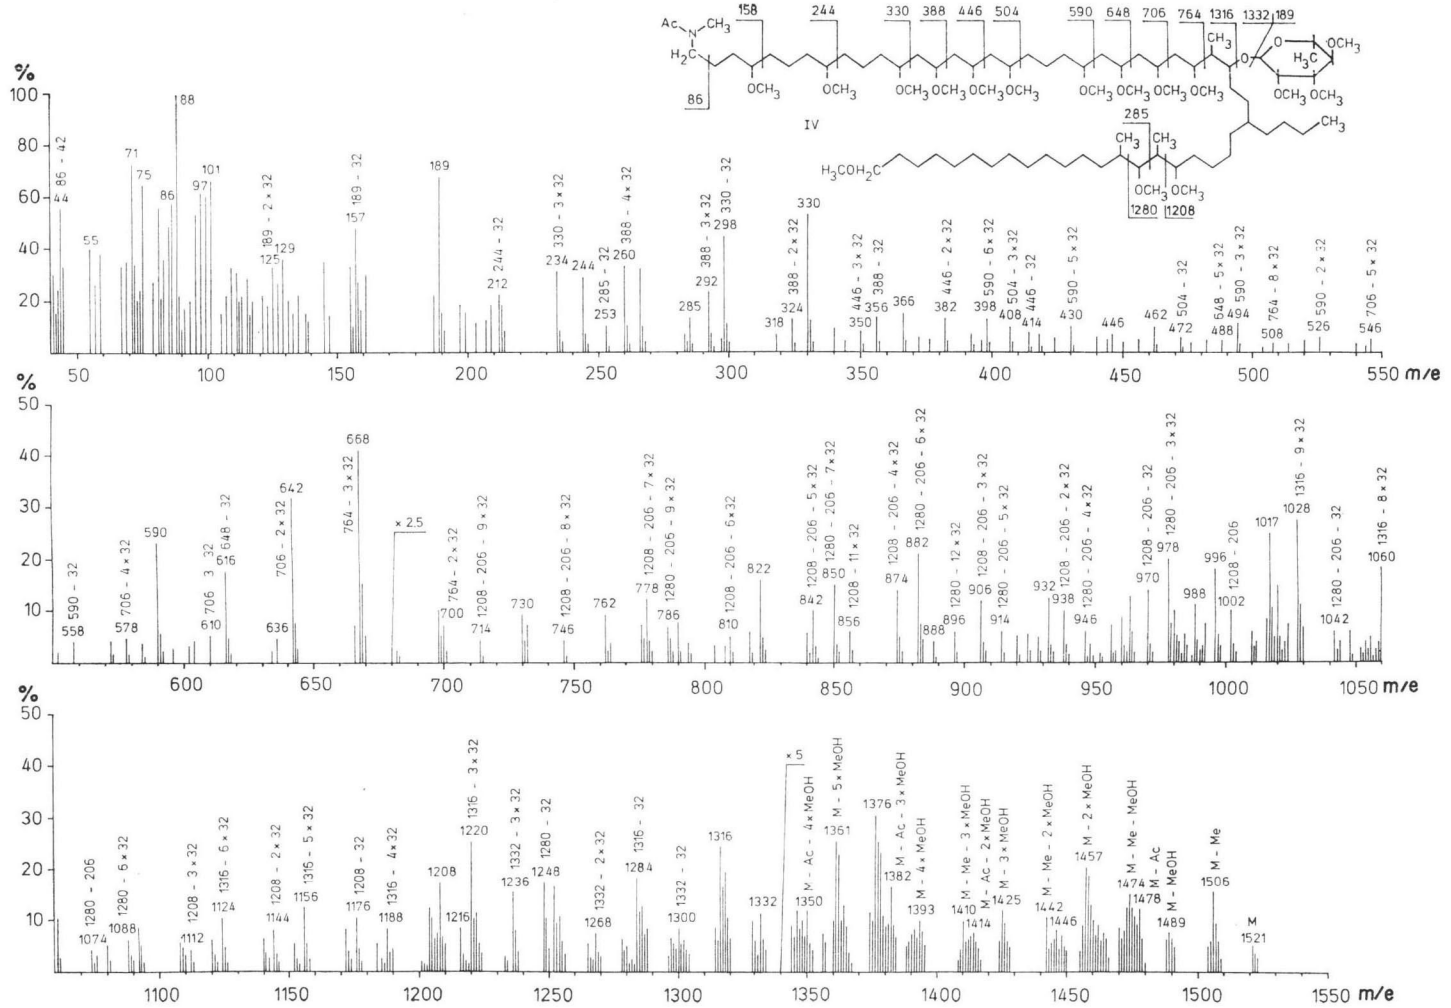 Ac
N
CH₃
H₂C
158
244
330
388
446
504
590
648
706
764
1316
1332
189
CH₃
O
O
OCH₃
H₃C
OCH₃
OCH₃
OCH₃
OCH₃
OCH₃
OCH₃
OCH₃
OCH₃
OCH₃
OCH₃
OCH₃
OCH₃
86
IV
285
CH₃
CH₃
CH₃
H₃COH₂C
OCH₃
OCH₃
1280
1208
%
100
80
60
40
20
44
86 - 42
55
71
75
86
88
97
101
125
189 - 2 × 32
129
157
189 - 32
189
212
244 - 32
234
330 - 3 × 32
244
253
285 - 32
260
388 - 4 × 32
285
292
388 - 3 × 32
298
330 - 32
318
324
388 - 2 × 32
330
350
446 - 3 × 32
356
388 - 32
366
382
446 - 2 × 32
398
590 - 6 × 32
408
504 - 3 × 32
414
446 - 32
430
590 - 5 × 32
446
462
472
504 - 32
488
648 - 5 × 32
494
590 - 3 × 32
508
764 - 8 × 32
526
590 - 2 × 32
546
706 - 5 × 32
50 100 150 200 250 300 350 400 450 500 550 m/e
%
50
40
30
20
10
558
590 - 32
578
706 - 4 × 32
590
610
706 3 32
616
648 - 32
636
642
706 - 2 × 32
668
764 - 3 × 32
× 2.5
700
764 - 2 × 32
714
1208 - 206 - 9 × 32
730
746
1208 - 206 - 8 × 32
762
778
1208 - 206 - 7 × 32
786
1280 - 206 - 9 × 32
810
1208 - 206 - 6 × 32
822
842
1208 - 206 - 5 × 32
850
1280 - 206 - 7 × 32
856
1208 - 11 × 32
874
1208 - 206 - 4 × 32
882
1280 - 206 - 6 × 32
888
896
1280 - 12 × 32
906
1208 - 206 - 3 × 32
914
1280 - 206 - 5 × 32
932
938
1208 - 206 - 2 × 32
946
1280 - 206 - 4 × 32
970
1208 - 206 - 32
978
1280 - 206 - 3 × 32
988
996
1002
1208 - 206
1017
1028
1316 - 9 × 32
1042
1280 - 206 - 32
1060
1316 - 8 × 32
600 650 700 750 800 850 900 950 1000 1050 m/e
%
50
40
30
20
10
1074
1280 - 206
1088
1280 - 6 × 32
1112
1208 - 3 × 32
1124
1316 - 6 × 32
1144
1208 - 2 × 32
1156
1316 - 5 × 32
1176
1208 - 32
1188
1316 - 4 × 32
1208
1216
1220
1316 - 3 × 32
1236
1332 - 3 × 32
1248
1280 - 32
1268
1332 - 2 × 32
1284
1316 - 32
1300
1332 - 32
1316
1332
× 5
1350
M - Ac - 4 × MeOH
1361
M - 5 × MeOH
1376
1382
M - Ac - 3 × MeOH
1393
M - 4 × MeOH
1410
M - Me - 3 × MeOH
1414
M - Ac - 2 × MeOH
1425
M - 3 × MeOH
1442
M - Me - 2 × MeOH
1446
1457
M - 2 × MeOH
1474
M - Me - MeOH
1478
M - Ac
1489
M - MeOH
1506
M - Me
1521
M
1100 1150 1200 1250 1300 1350 1400 1450 1500 1550 m/e